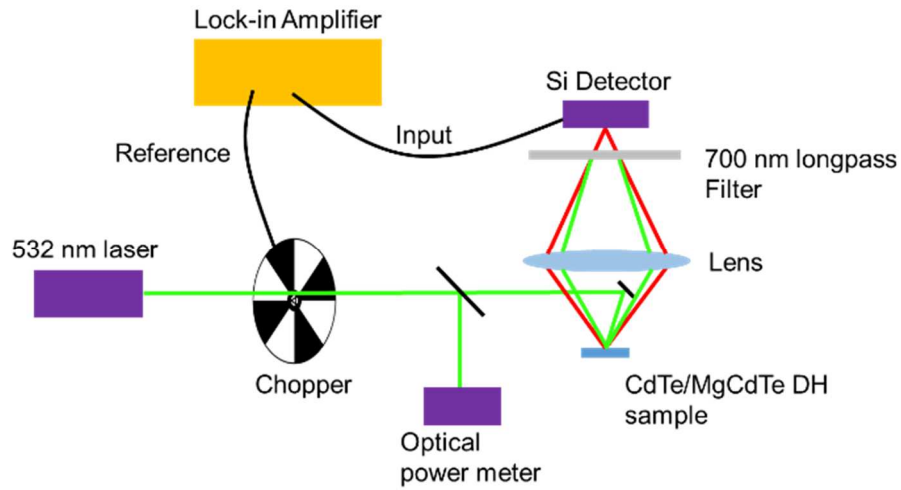 Lock-in Amplifier
Si Detector
Input
Reference
700 nm longpass
Filter
532 nm laser
Lens
Chopper
CdTe/MgCdTe DH
sample
Optical
power meter